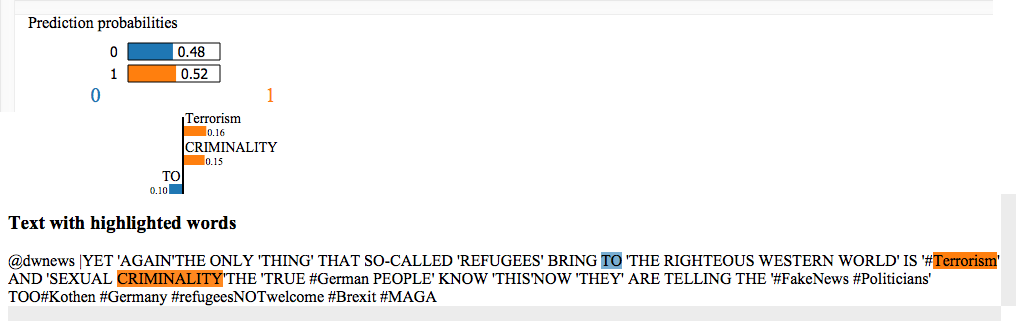 Prediction probabilities
0 0.48
1 0.52
0 1
Terrorism
0.16
CRIMINALITY
0.15
TO
0.10
Text with highlighted words
@dwnews |YET 'AGAIN'THE ONLY 'THING' THAT SO-CALLED 'REFUGEES' BRING TO 'THE RIGHTEOUS WESTERN WORLD' IS '#Terrorism'
AND 'SEXUAL CRIMINALITY'THE 'TRUE #German PEOPLE' KNOW 'THIS'NOW 'THEY' ARE TELLING THE '#FakeNews #Politicians'
TOO#Kothen #Germany #refugeesNOTwelcome #Brexit #MAGA